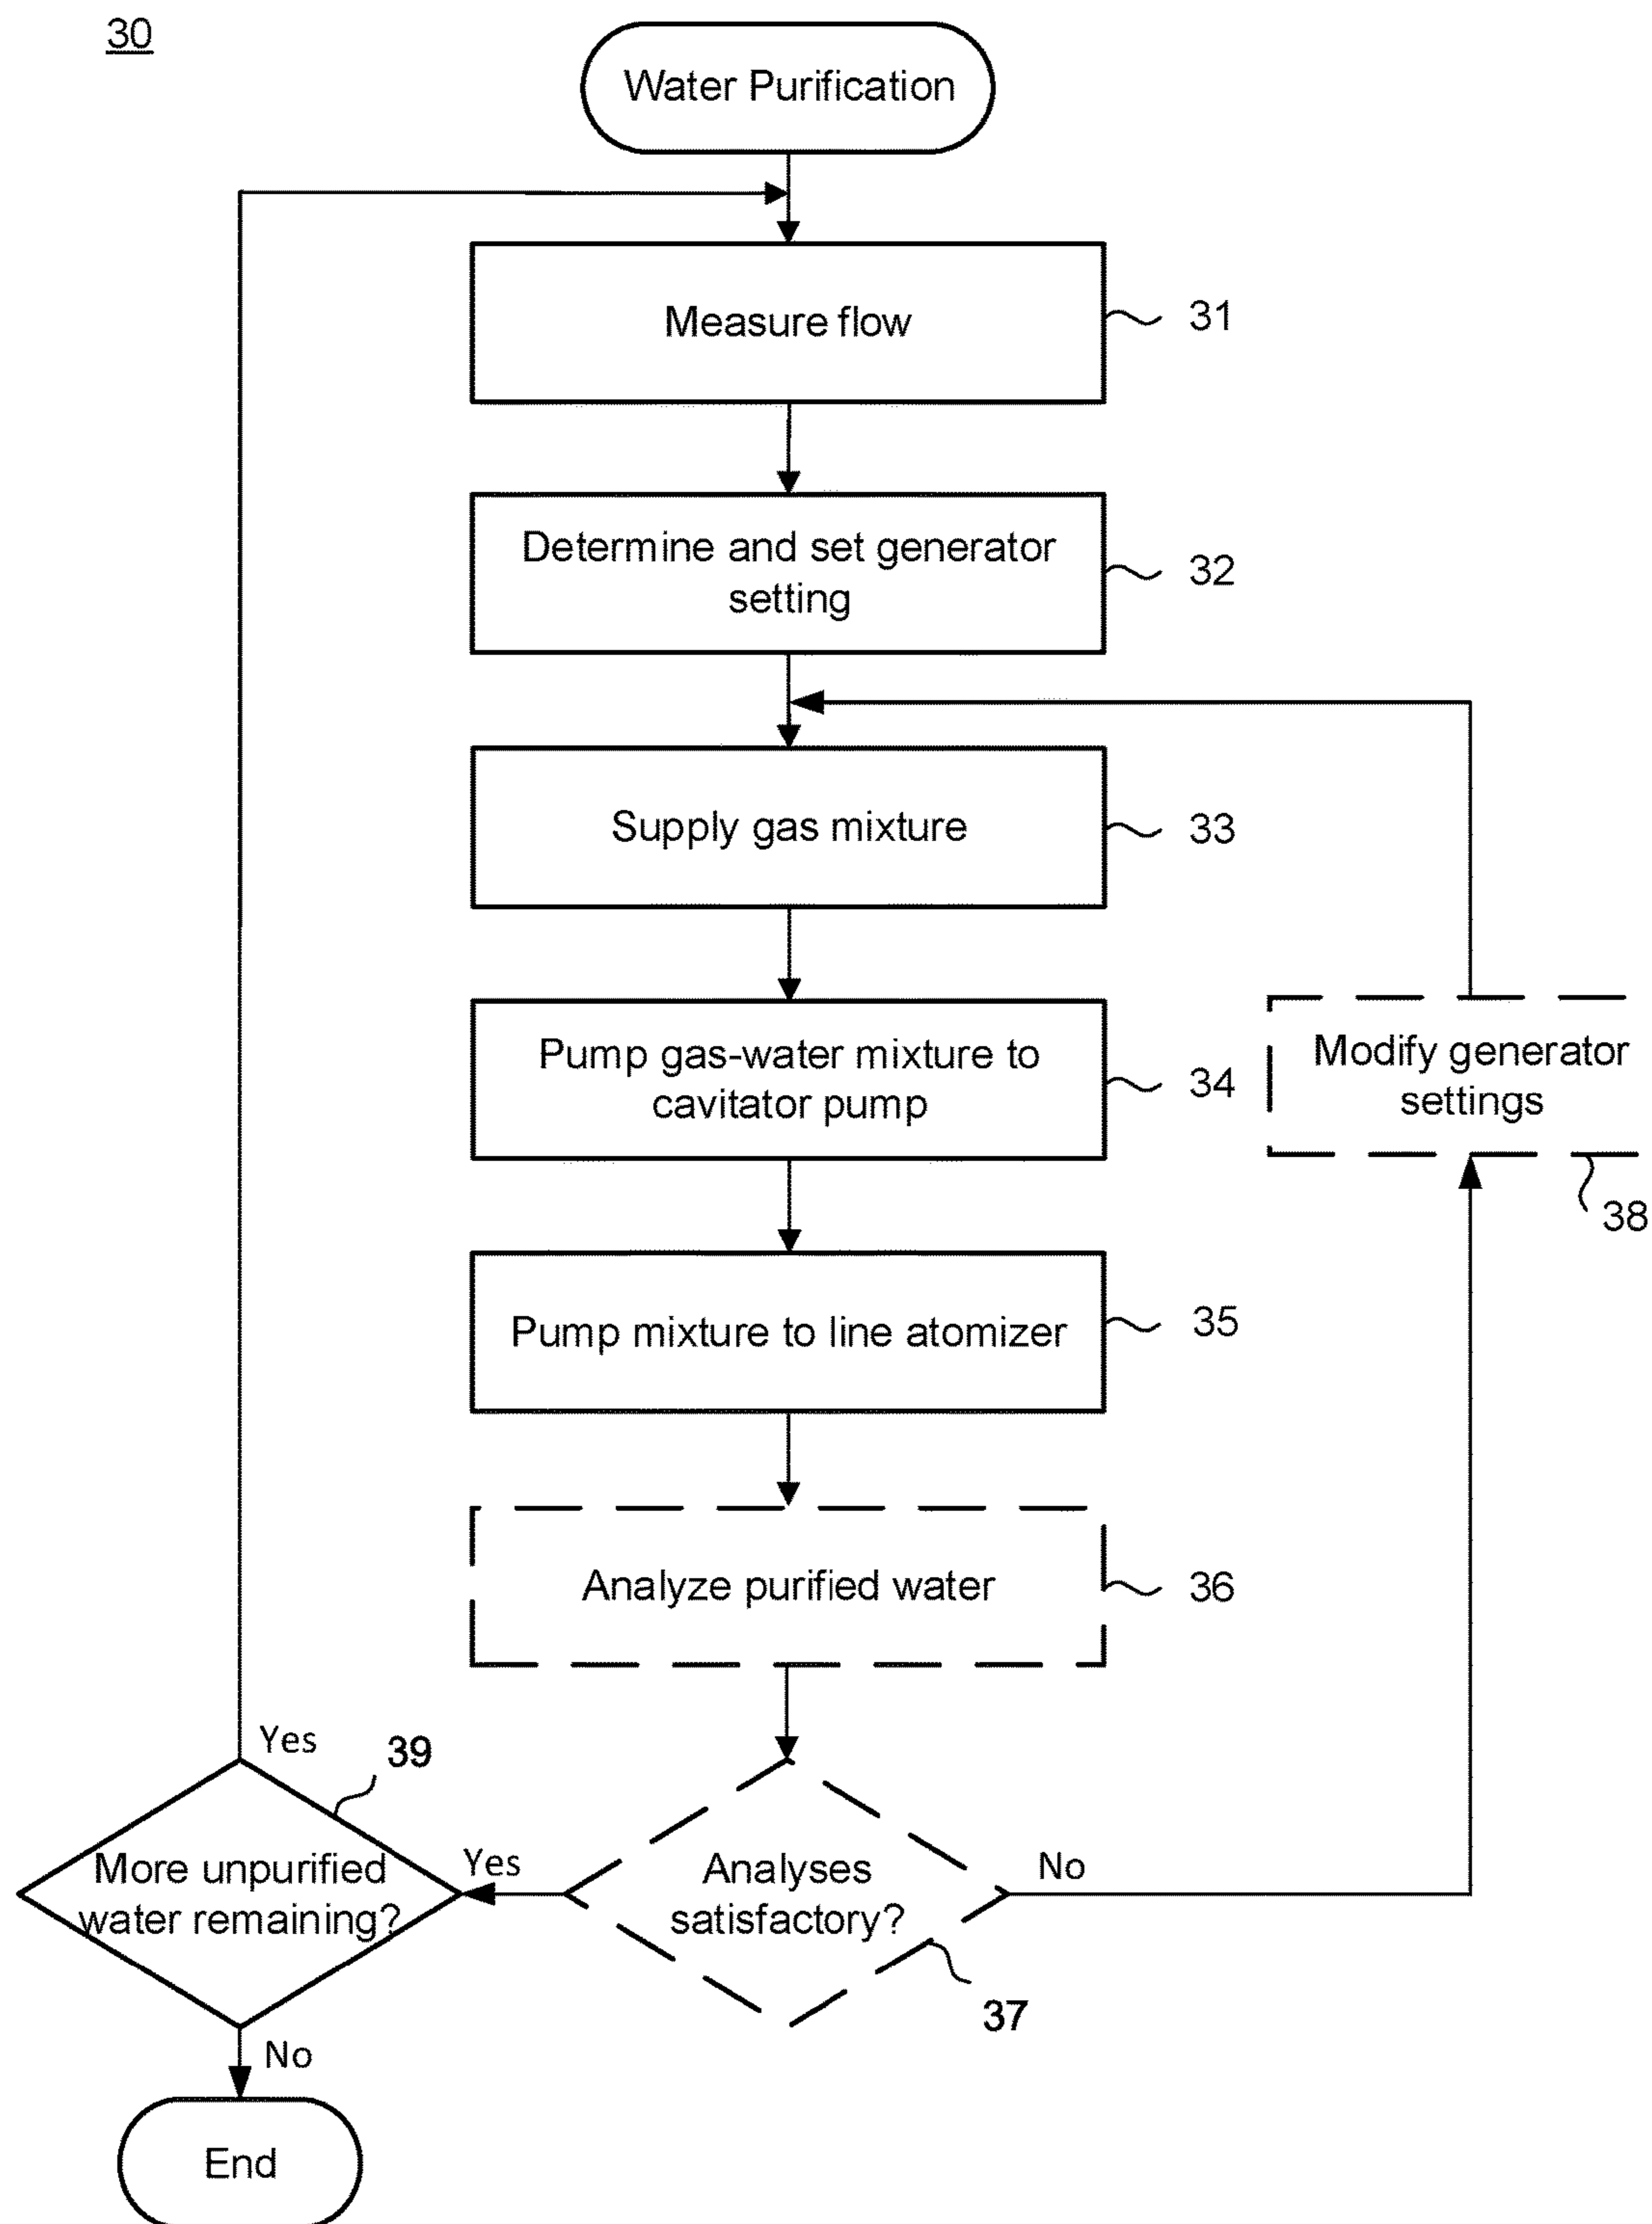 30
Water Purification
Measure flow
31
Determine and set generator
setting
32
Supply gas mixture
33
Pump gas-water mixture to
cavitator pump
34
Modify generator
settings
38
Pump mixture to line atomizer
35
Analyze purified water
36
Yes
39
More unpurified
water remaining?
Yes
Analyses
satisfactory?
No
37
No
End